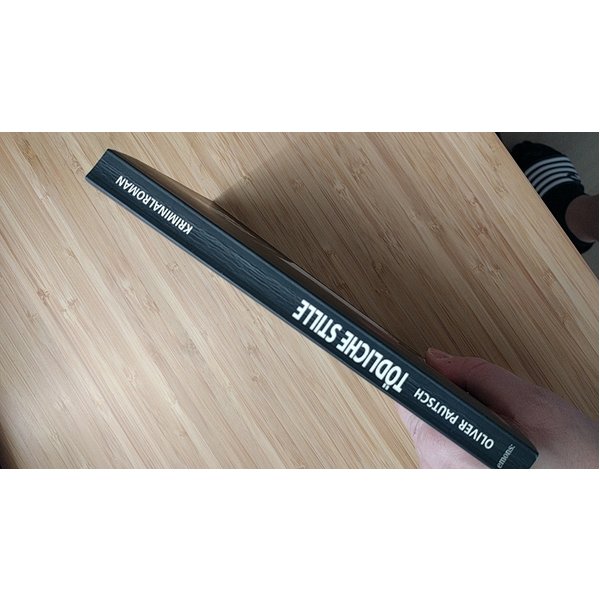 emons:
OLIVER PAUTSCH
TÖDLICHE STILLE
KRIMINALROMAN